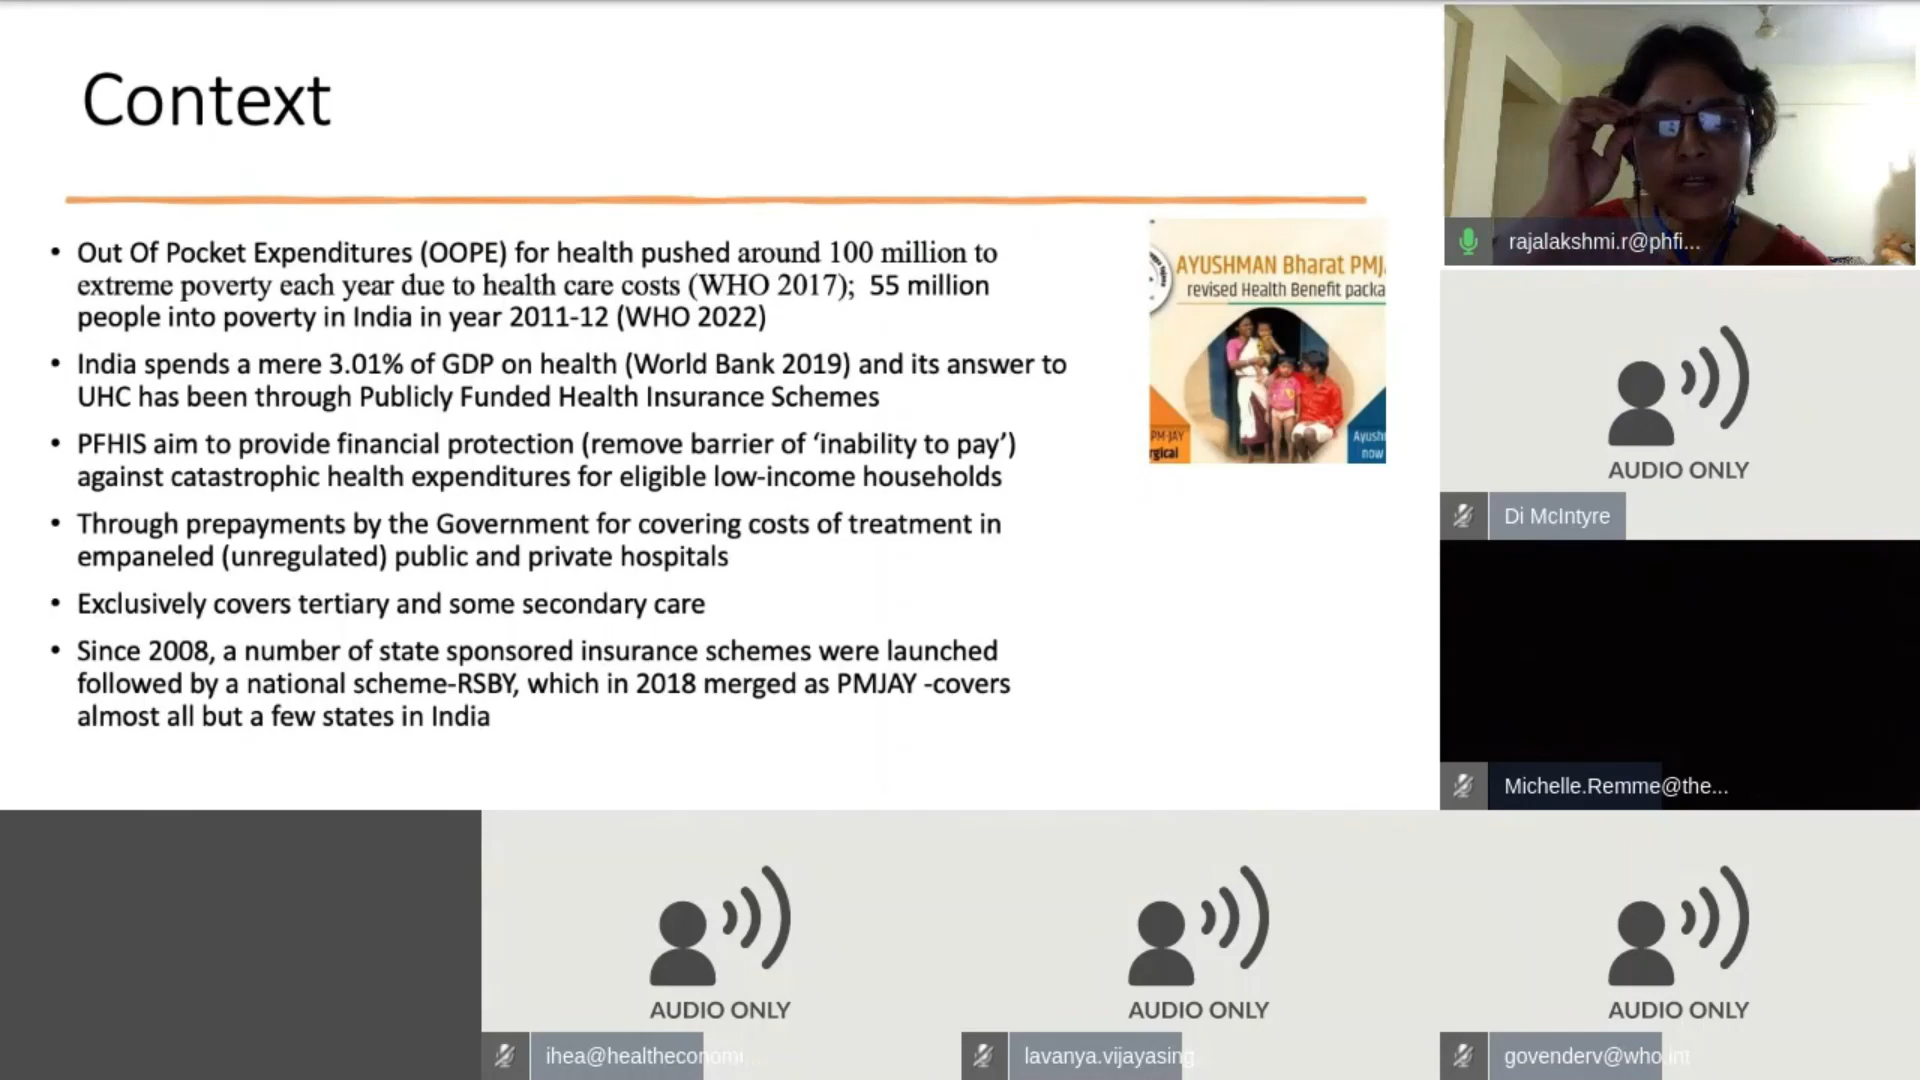 Context
• Out Of Pocket Expenditures (OOPE) for health pushed around 100 million to
extreme poverty each year due to health care costs (WHO 2017); 55 million
people into poverty in India in year 2011-12 (WHO 2022)
• India spends a mere 3.01% of GDP on health (World Bank 2019) and its answer to
UHC has been through Publicly Funded Health Insurance Schemes
• PFHIS aim to provide financial protection (remove barrier of ‘inability to pay’)
against catastrophic health expenditures for eligible low-income households
• Through prepayments by the Government for covering costs of treatment in
empaneled (unregulated) public and private hospitals
• Exclusively covers tertiary and some secondary care
• Since 2008, a number of state sponsored insurance schemes were launched
followed by a national scheme-RSBY, which in 2018 merged as PMJAY -covers
almost all but a few states in India
AYUSHMAN Bharat PMJ
revised Health Benefit packa
PM-JAY
rgical
Ayush
now
rajalakshmi.r@phfi...
AUDIO ONLY
Di McIntyre
Michelle.Remme@the...
AUDIO ONLY
ihea@healtheconomi...
AUDIO ONLY
lavanya.vijayasing
AUDIO ONLY
govenderv@who.int